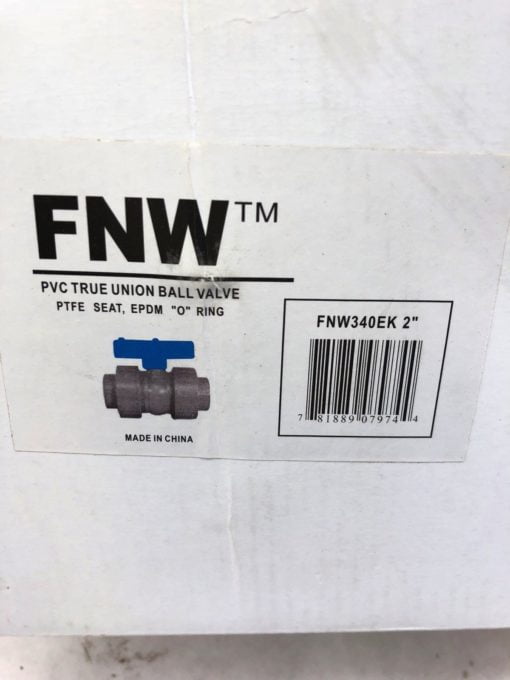 FNW™
PVC TRUE UNION BALL VALVE
PTFE SEAT, EPDM "O" RING
FNW340EK 2"
7 81889 07974 4
MADE IN CHINA